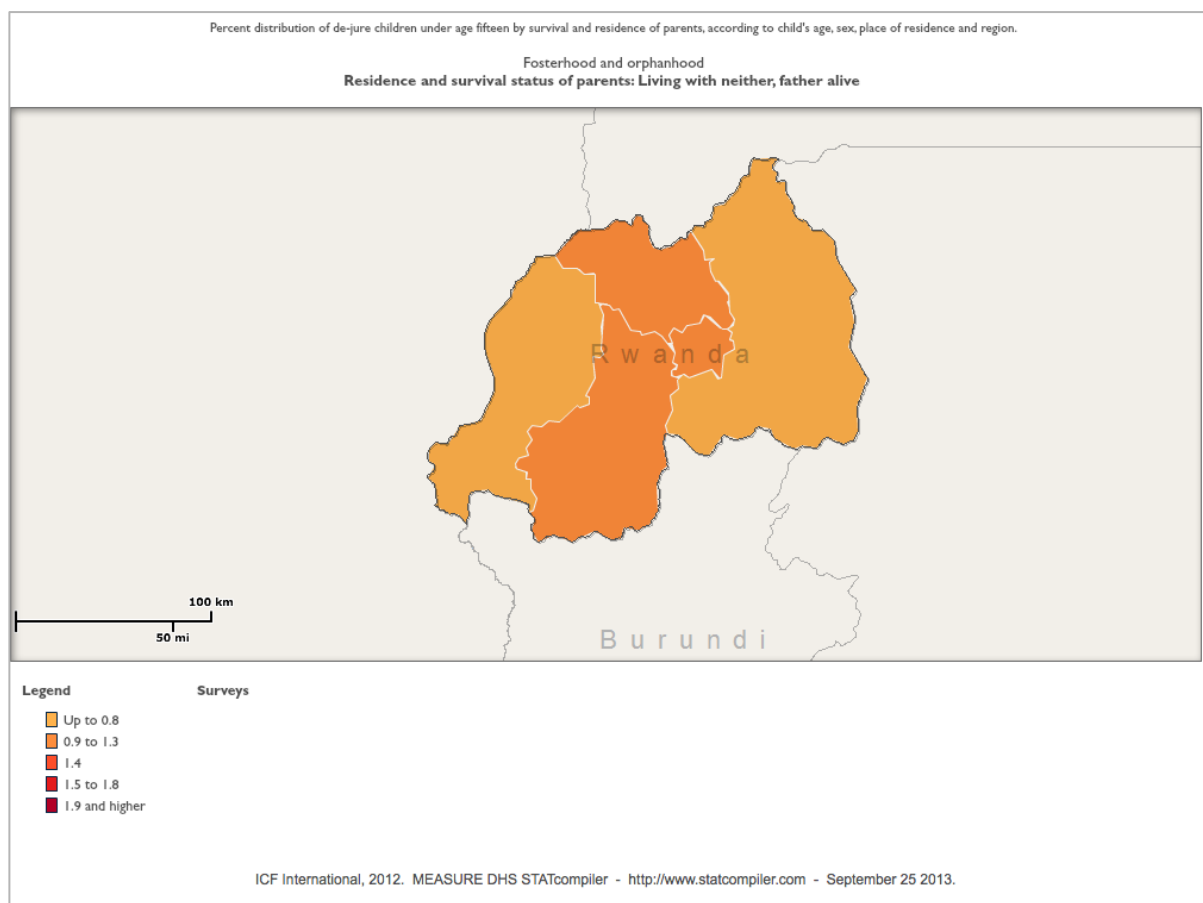 Percent distribution of de-jure children under age fifteen by survival and residence of parents, according to child's age, sex, place of residence and region.
Fosterhood and orphanhood
Residence and survival status of parents: Living with neither, father alive
Rwanda
100 km
50 mi
Burundi
Legend
Surveys
Up to 0.8
0.9 to 1.3
1.4
1.5 to 1.8
1.9 and higher
ICF International, 2012. MEASURE DHS STATcompiler - http://www.statcompiler.com - September 25 2013.